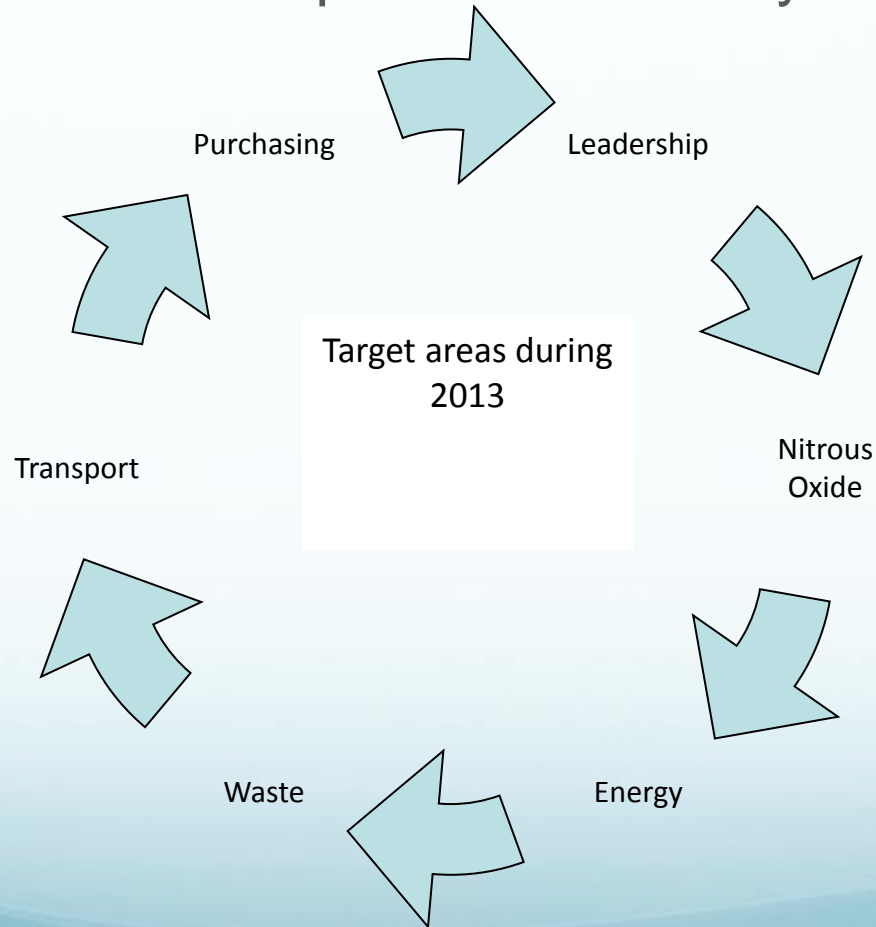 Purchasing
Leadership
Target areas during
2013
Transport
Nitrous
Oxide
Waste
Energy